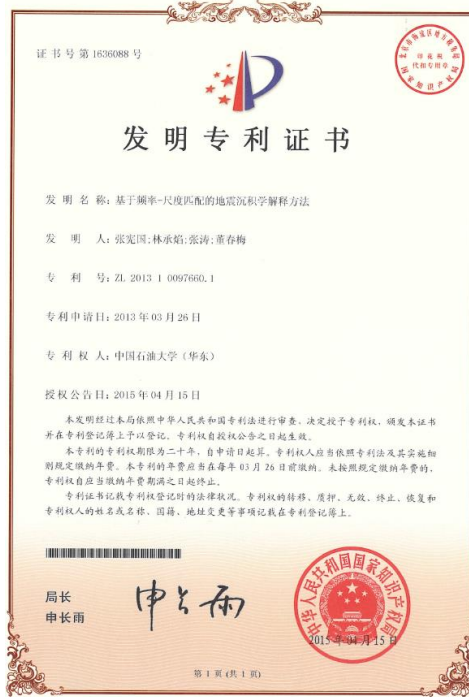 证书号第1636088号
印花税
代扣专用章
发明专利证书
发 明 名 称: 基于频率-尺度匹配的地震沉积学解释方法
发 明 人: 张宪国;林承焰;张涛;董春梅
专 利 号: ZL 2013 1 0097660.1
专利申请日: 2013年03月26日
专 利 权 人: 中国石油大学(华东)
授权公告日: 2015年04月15日
本发明经过本局依照中华人民共和国专利法进行审查,决定授予专利权,颁发本证书
并在专利登记簿上予以登记。专利权自授权公告之日起生效。
本专利的专利权期限为二十年,自申请日起算。专利权人应当依照专利法及其实施细
则规定缴纳年费。本专利的年费应当在每年03月26日前缴纳。未按照规定缴纳年费的,
专利权自应当缴纳年费期满之日起终止。
专利证书记载专利权登记时的法律状况。专利权的转移、质押、无效、终止、恢复和
专利权人的姓名或名称、国籍、地址变更等事项记载在专利登记簿上。
局长
申长雨
申长雨
中华人民共和国国家知识产权局
2015年04月15日
第1页(共1页)